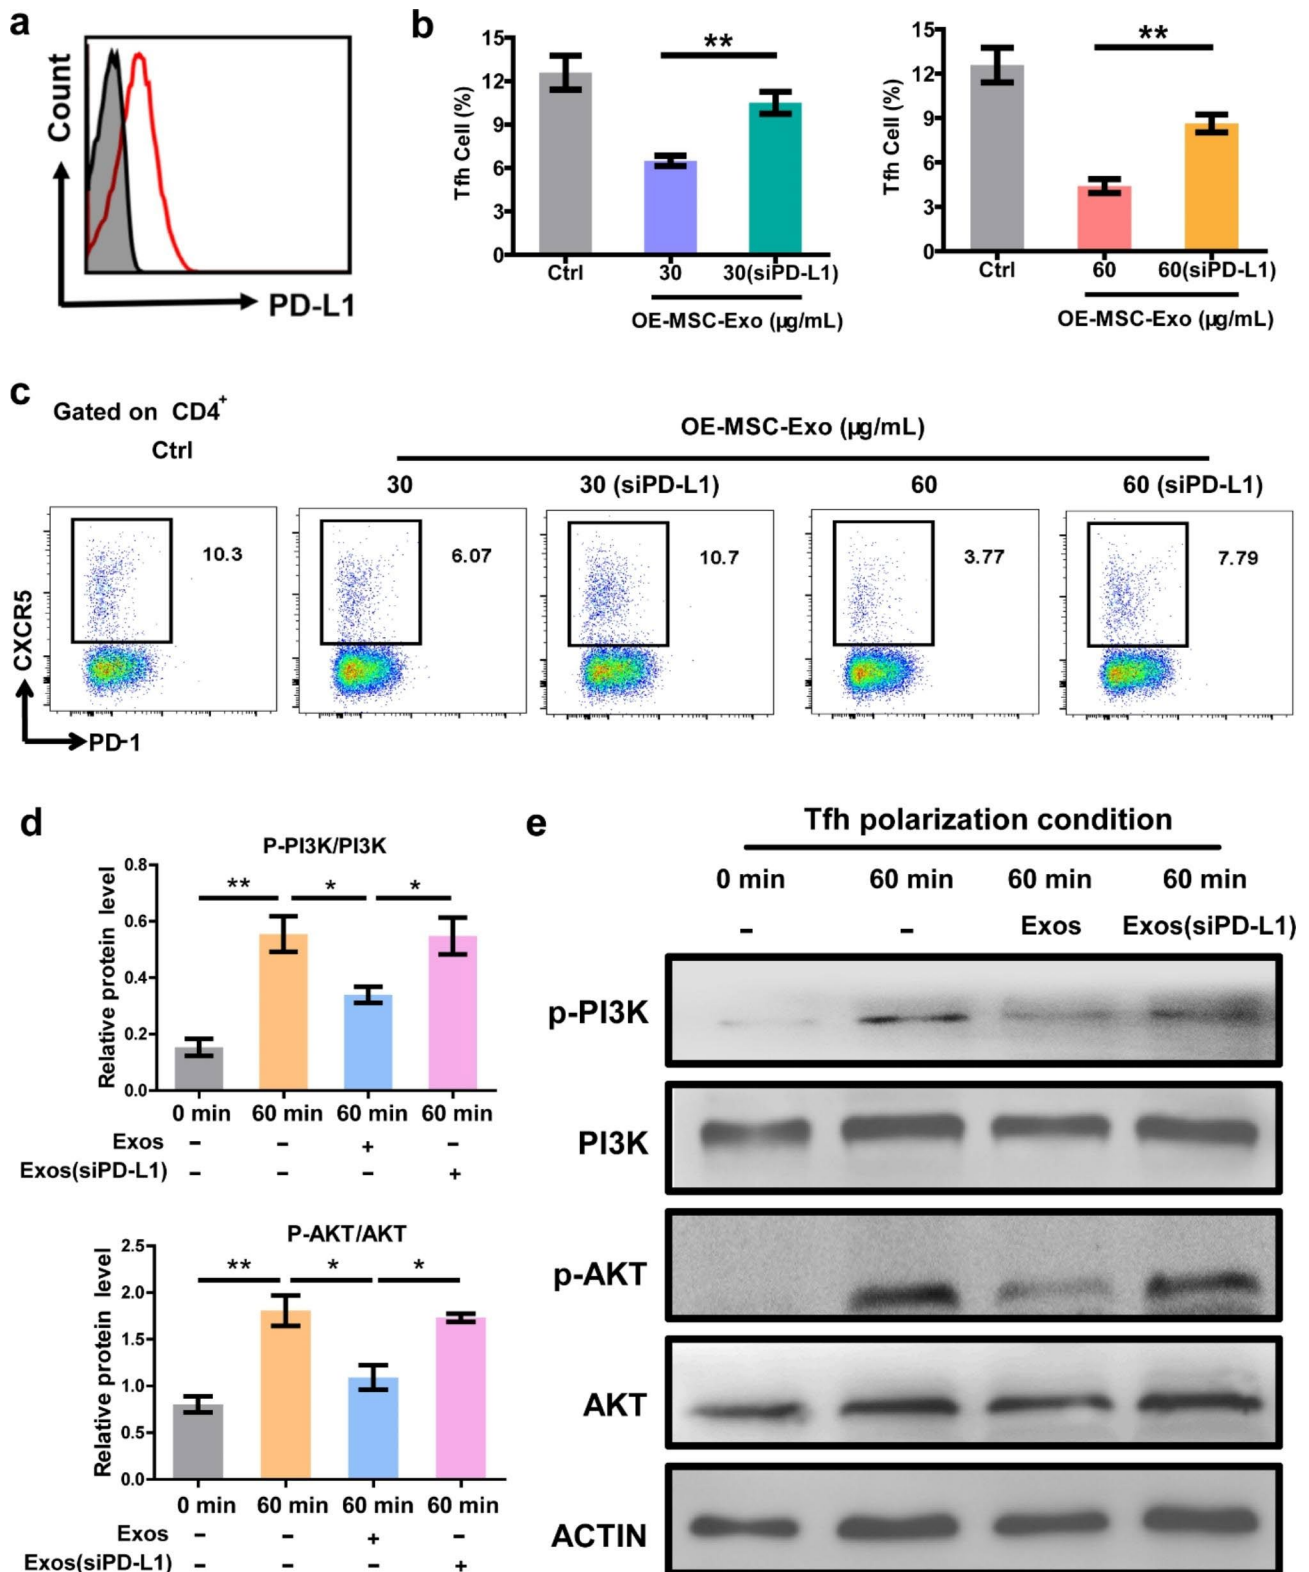 a
Count
PD-L1
b
15
12
9
6
3
0
Tfh Cell (%)
**
Ctrl
30
30(siPD-L1)
OE-MSC-Exo (µg/mL)
15
12
9
6
3
0
Tfh Cell (%)
**
Ctrl
60
60(siPD-L1)
OE-MSC-Exo (µg/mL)
c
Gated on CD4+
Ctrl
OE-MSC-Exo (µg/mL)
30
30 (siPD-L1)
60
60 (siPD-L1)
10.3
6.07
10.7
3.77
7.79
CXCR5
PD-1
d
P-PI3K/PI3K
0.8
0.6
0.4
0.2
0.0
Relative protein level
** * *
0 min 60 min 60 min 60 min
Exos – – + –
Exos(siPD-L1) – – – +
P-AKT/AKT
2.5
2.0
1.5
1.0
0.5
0.0
Relative protein level
** * *
0 min 60 min 60 min 60 min
Exos – – + –
Exos(siPD-L1) – – – +
e
Tfh polarization condition
0 min 60 min 60 min 60 min
– – Exos Exos(siPD-L1)
p-PI3K
PI3K
p-AKT
AKT
ACTIN